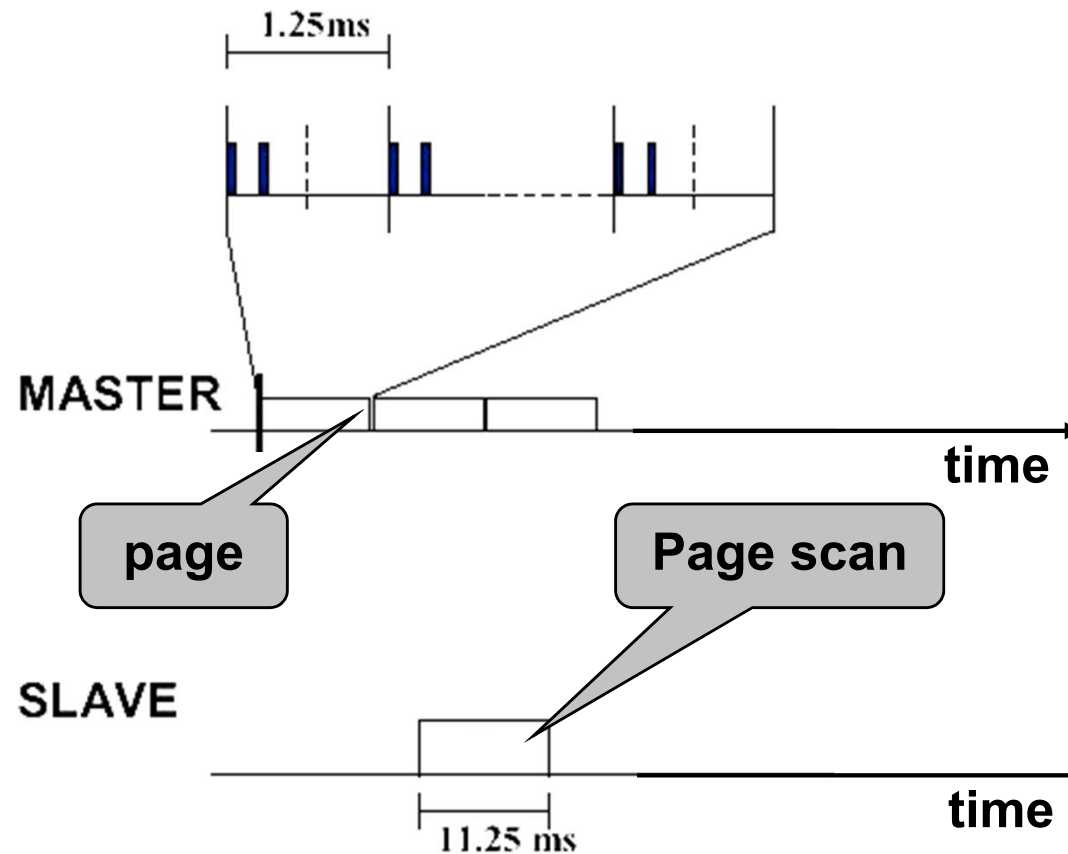 1.25ms
MASTER
time
page
Page scan
SLAVE
time
11.25 ms